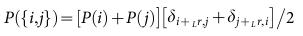 P({i,j}) = [P(i) + P(j)][δ_{i+_L r,j} + δ_{j+_L r,i}]/2